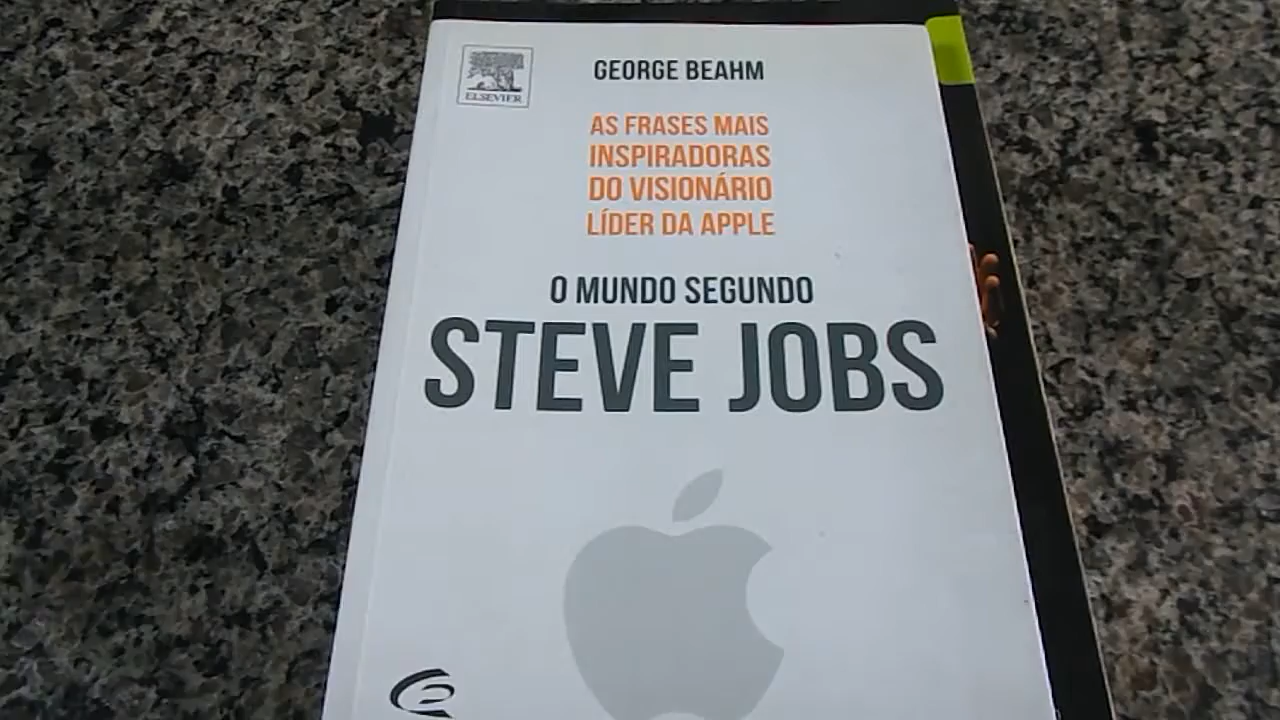 ELSEVIER
GEORGE BEAHM
AS FRASES MAIS
INSPIRADORAS
DO VISIONÁRIO
LÍDER DA APPLE
O MUNDO SEGUNDO
STEVE JOBS